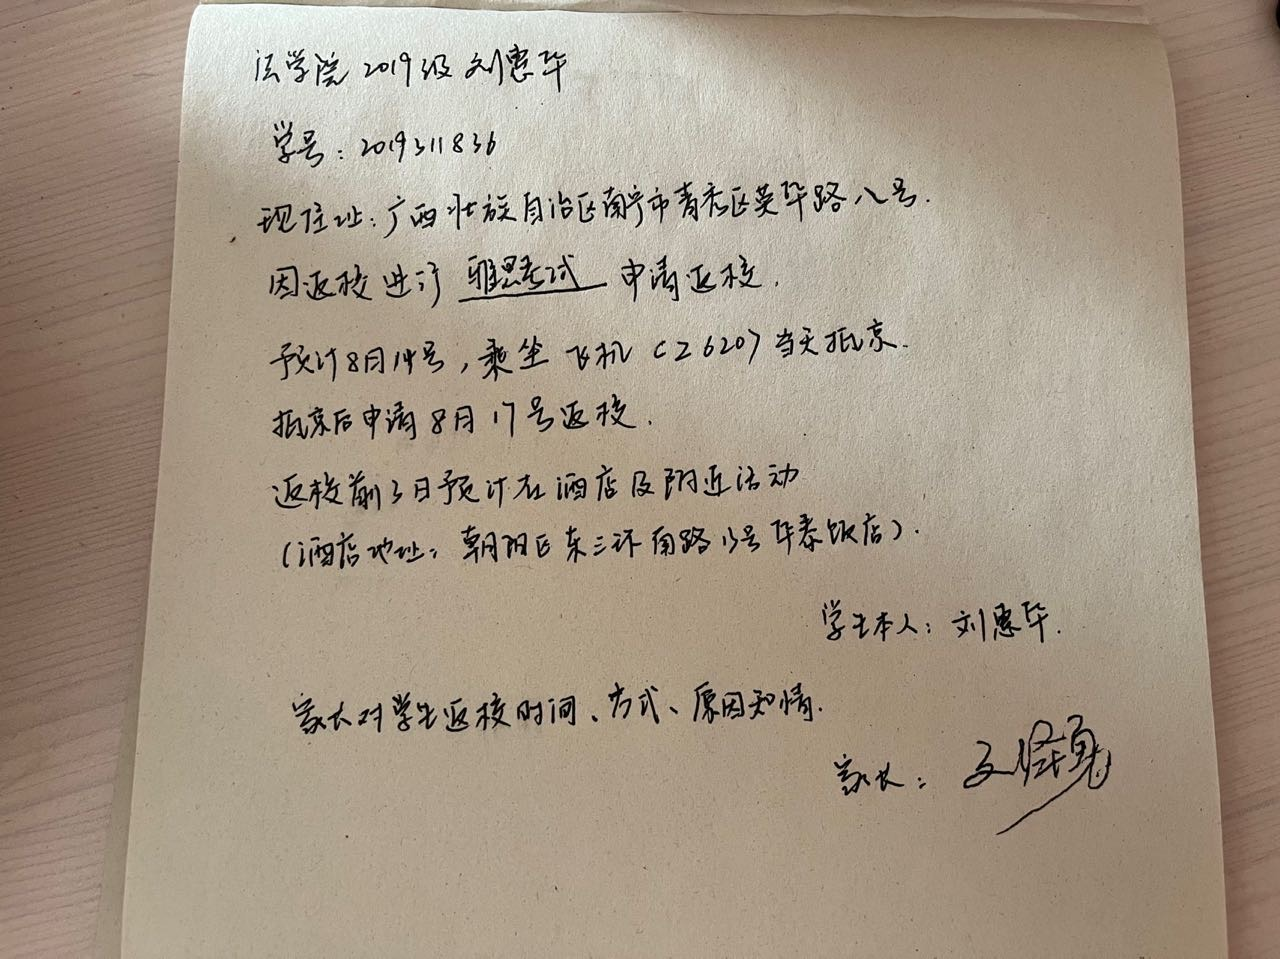 法学院 2019级 刘惠华
学号：2019311836
现住址：广西壮族自治区南宁市青秀区英华路八号.
因返校进行 雅思考试 申请返校.
预计8月14号，乘坐 飞机 CZ6207 当天抵京.
抵京后申请8月17号返校.
返校前3日预计在酒店及附近活动
（酒店地址：朝阳区东三环南路13号华泰饭店）.
学生本人：刘惠华.
家长对学生返校时间、方式、原因知情.
家长：